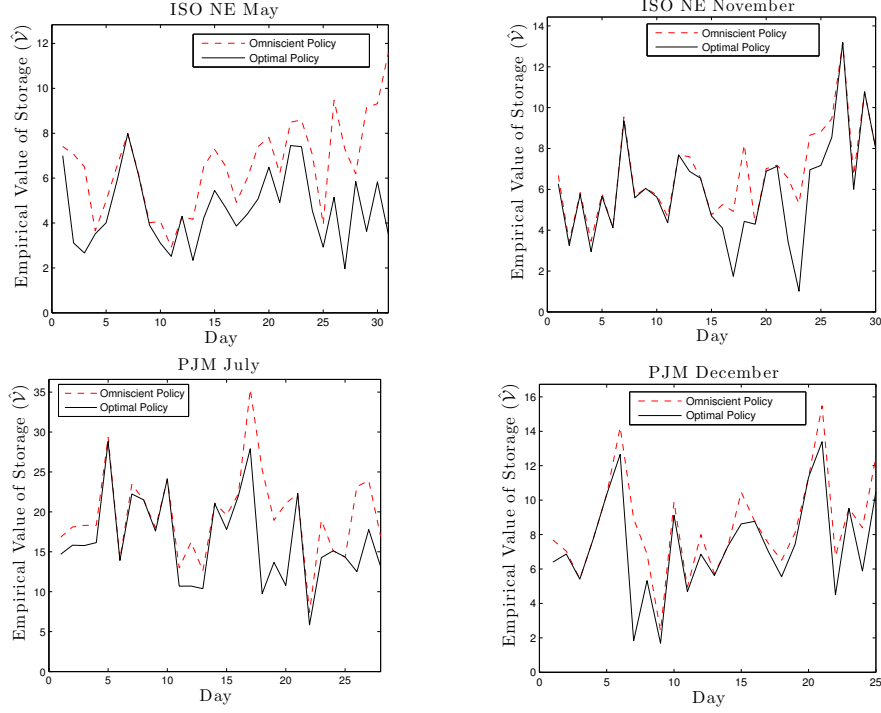 ISO NE May
Empirical Value of Storage (𝒱̂)
12
10
8
6
4
2
0
Omniscient Policy
Optimal Policy
0 5 10 15 20 25 30
Day
ISO NE November
Empirical Value of Storage (𝒱̂)
14
12
10
8
6
4
2
0
Omniscient Policy
Optimal Policy
0 5 10 15 20 25 30
Day
PJM July
Empirical Value of Storage (𝒱̂)
35
30
25
20
15
10
5
0
Omniscient Policy
Optimal Policy
0 5 10 15 20 25
Day
PJM December
Empirical Value of Storage (𝒱̂)
16
14
12
10
8
6
4
2
0
Omniscient Policy
Optimal Policy
0 5 10 15 20 25
Day